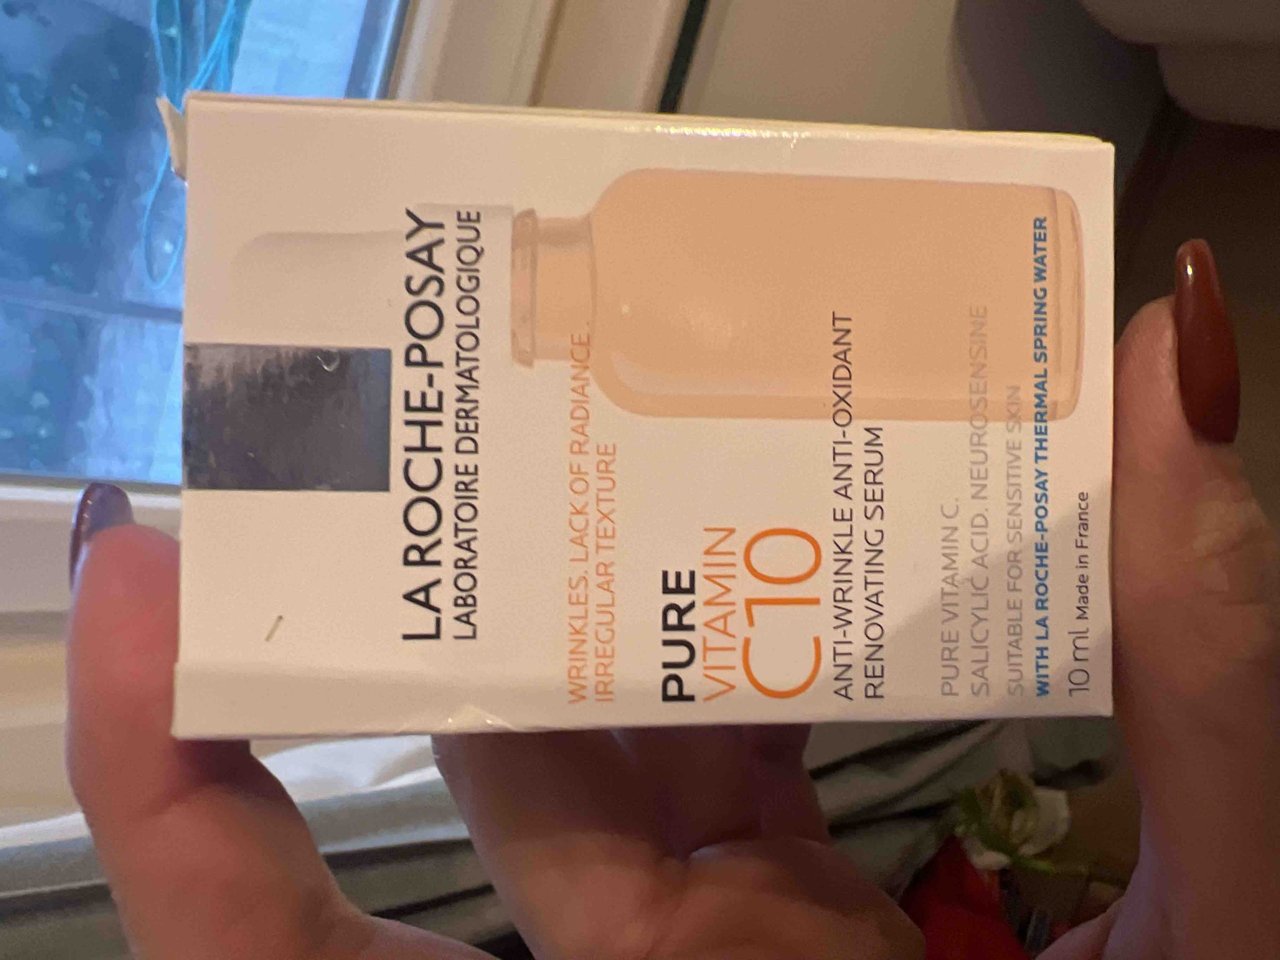 LA ROCHE-POSAY
LABORATOIRE DERMATOLOGIQUE
WRINKLES. LACK OF RADIANCE.
IRREGULAR TEXTURE
PURE
VITAMIN
C10
ANTI-WRINKLE ANTI-OXIDANT
RENOVATING SERUM
PURE VITAMIN C.
SALICYLIC ACID. NEUROSENSINE
SUITABLE FOR SENSITIVE SKIN
WITH LA ROCHE-POSAY THERMAL SPRING WATER
10 ml Made in France